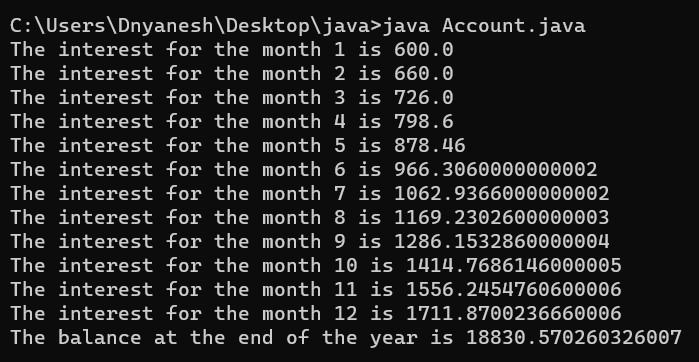 C:\Users\Dnyanesh\Desktop\java>java Account.java
The interest for the month 1 is 600.0
The interest for the month 2 is 660.0
The interest for the month 3 is 726.0
The interest for the month 4 is 798.6
The interest for the month 5 is 878.46
The interest for the month 6 is 966.3060000000002
The interest for the month 7 is 1062.9366000000002
The interest for the month 8 is 1169.2302600000003
The interest for the month 9 is 1286.1532860000004
The interest for the month 10 is 1414.7686146000005
The interest for the month 11 is 1556.2454760600006
The interest for the month 12 is 1711.8700236660006
The balance at the end of the year is 18830.570260326007